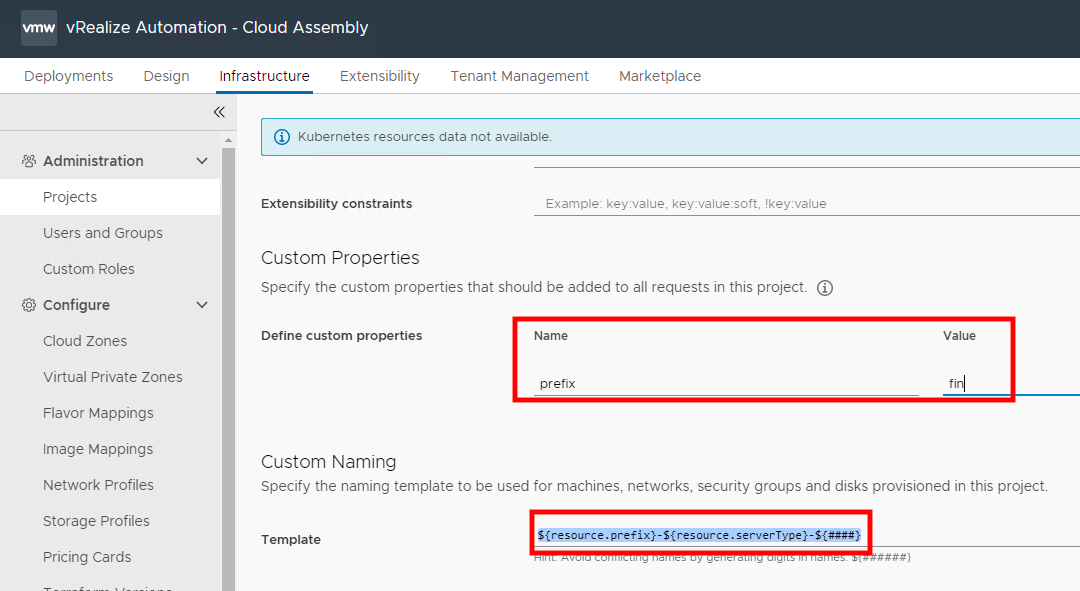 vmw vRealize Automation - Cloud Assembly
Deployments Design Infrastructure Extensibility Tenant Management Marketplace
Administration
Projects
Users and Groups
Custom Roles
Configure
Cloud Zones
Virtual Private Zones
Flavor Mappings
Image Mappings
Network Profiles
Storage Profiles
Pricing Cards
Terraform Versions
Kubernetes resources data not available.
Extensibility constraints Example: key:value, key:value:soft, !key:value
Custom Properties
Specify the custom properties that should be added to all requests in this project.
Define custom properties Name Value
prefix fin
Custom Naming
Specify the naming template to be used for machines, networks, security groups and disks provisioned in this project.
Template ${resource.prefix}-${resource.serverType}-${####}
Hint: Avoid conflicting names by generating digits in names. ${######}